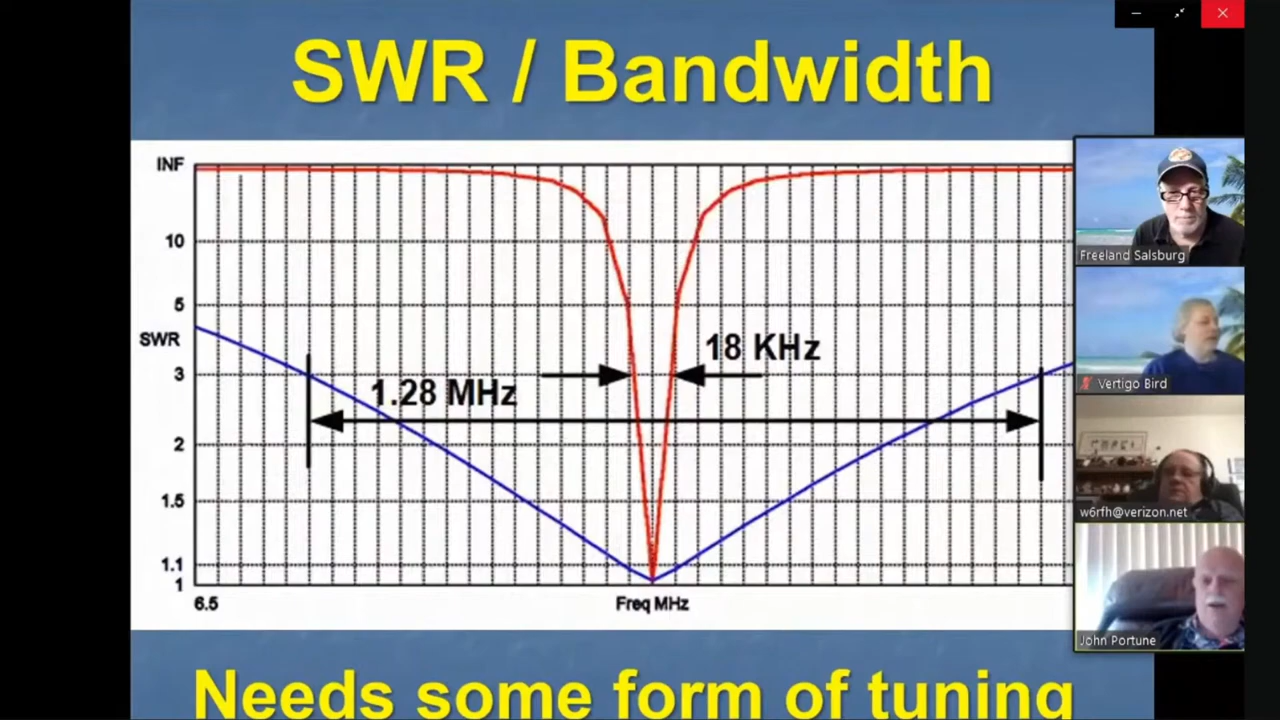 SWR / Bandwidth
INF
10
5
SWR
3
2
1.5
1.1
1
18 KHz
1.28 MHz
6.5
Freq MHz
Needs some form of tuning
Freeland Salsburg
Vertigo Bird
w6rfh@verizon.net
John Portune